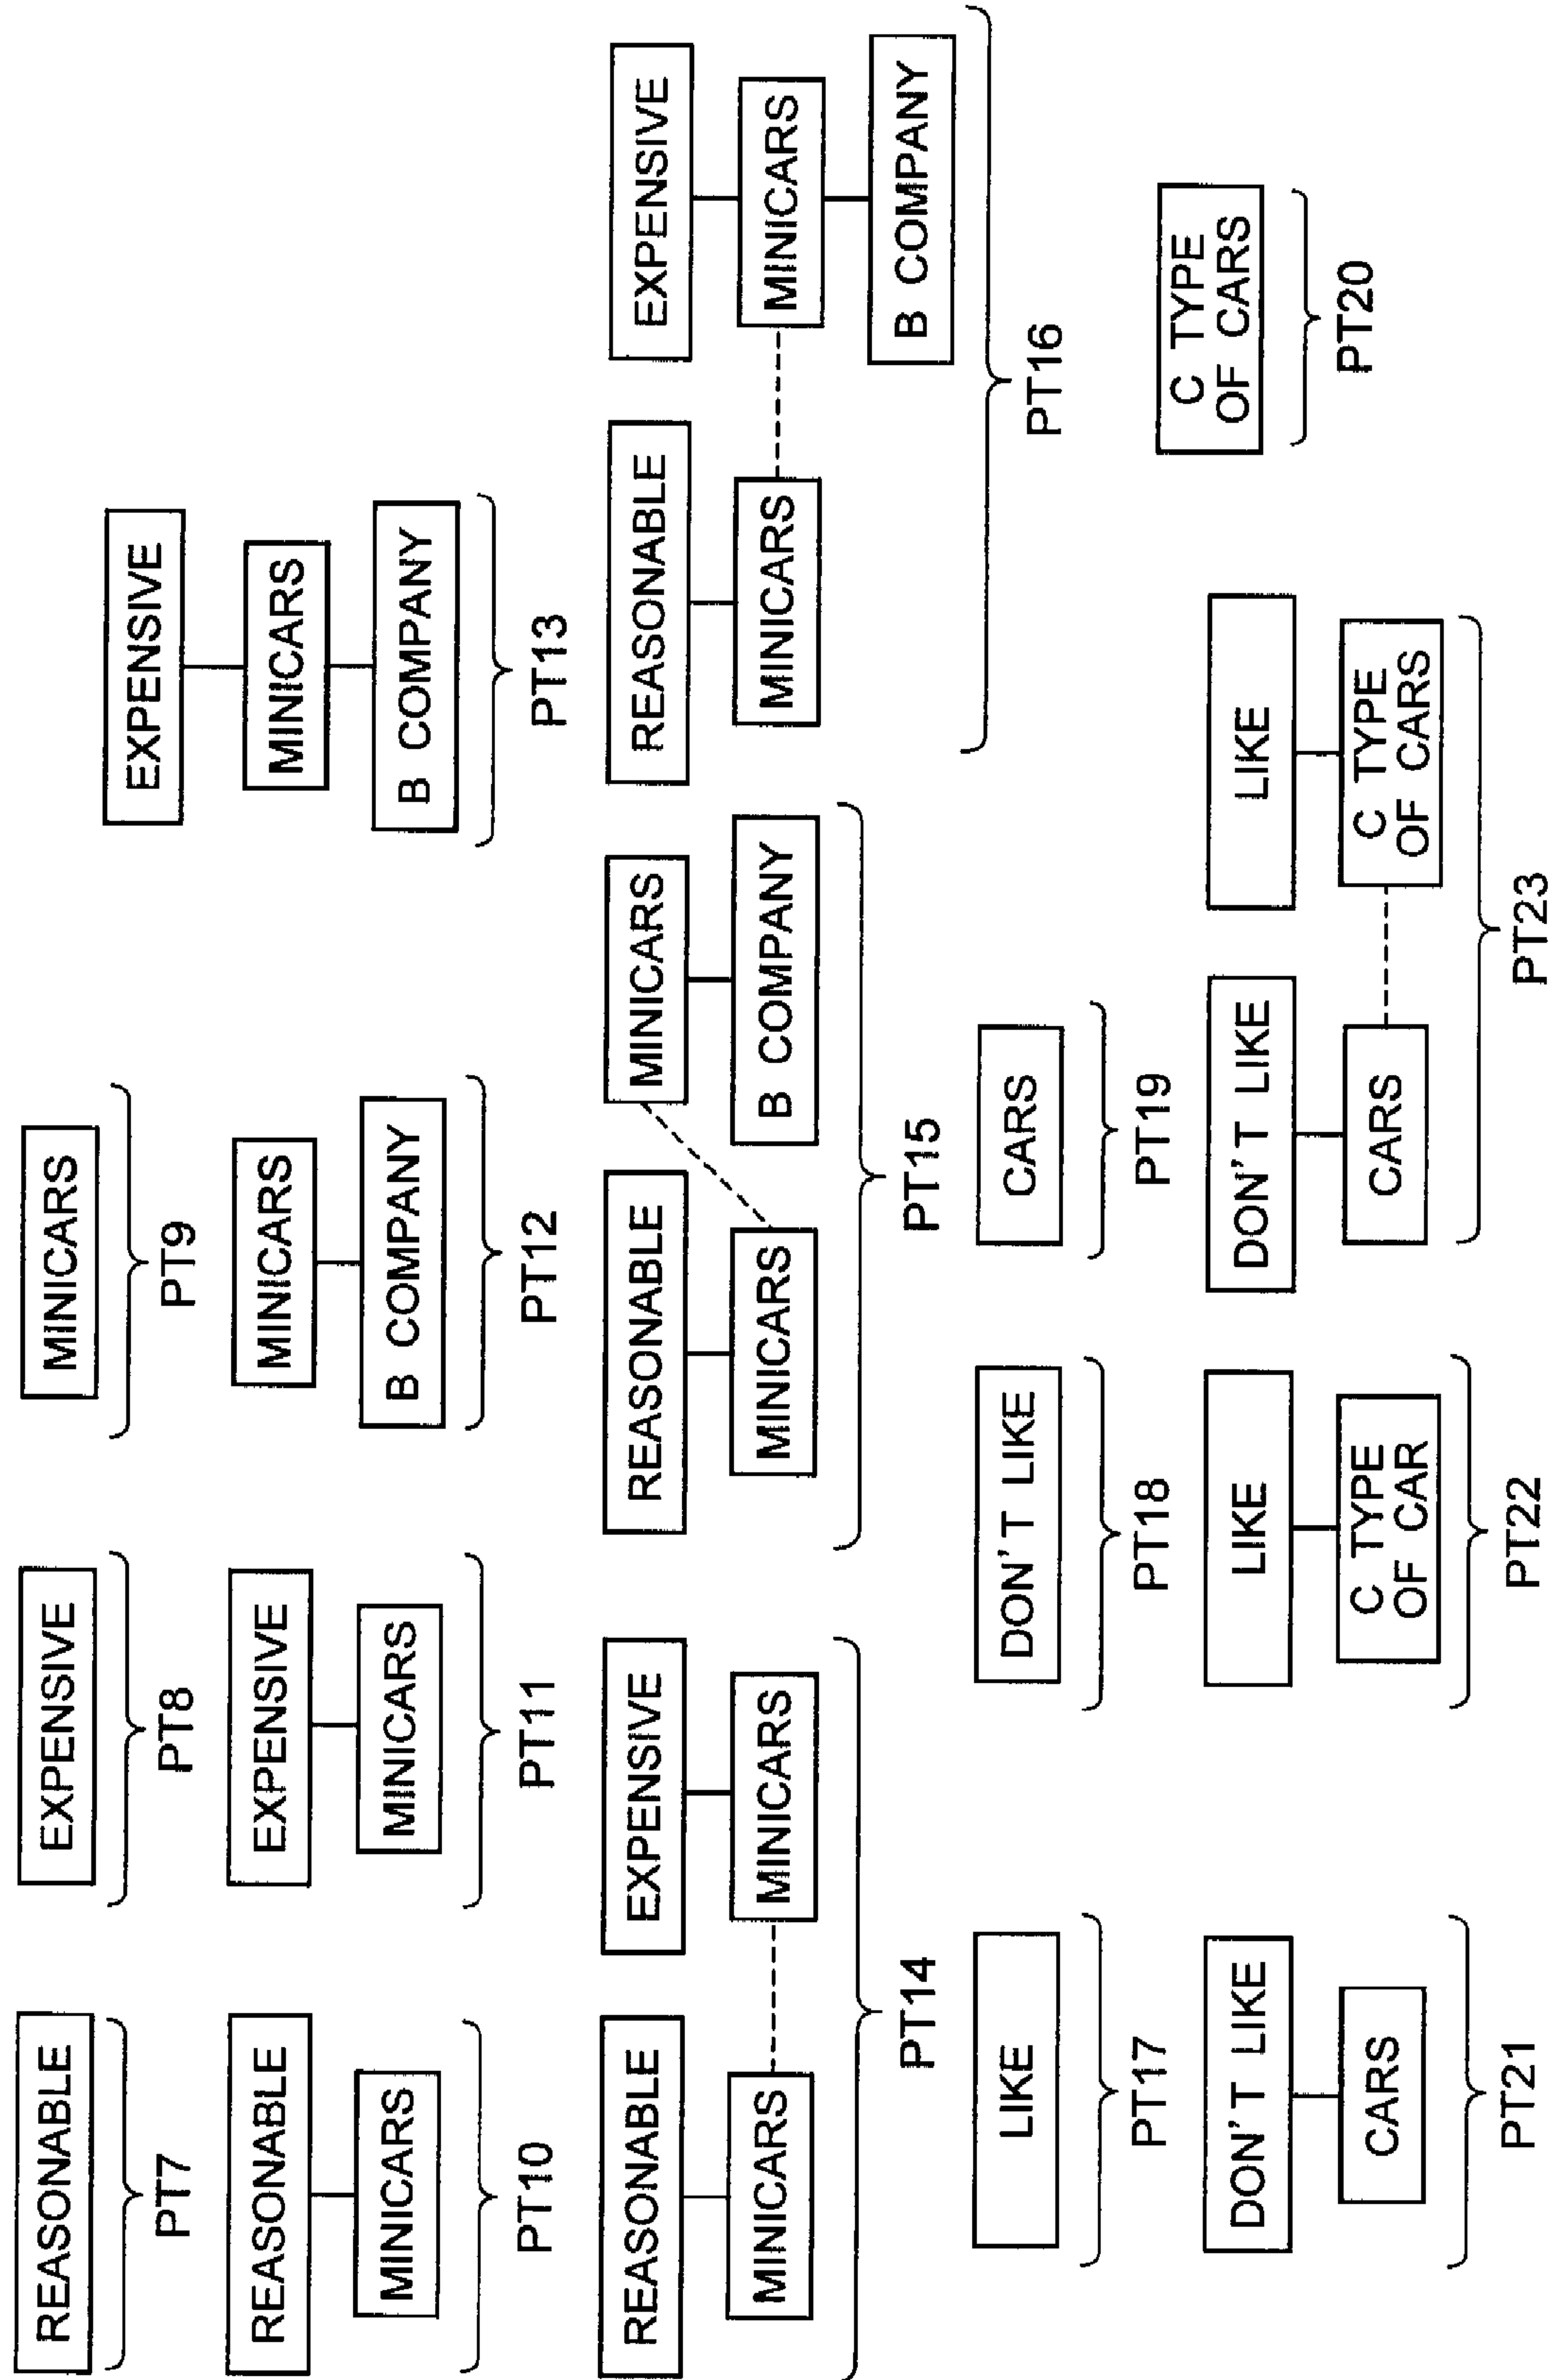 REASONABLE
PT7
EXPENSIVE
PT8
MINICARS
PT9
REASONABLE
MINICARS
PT10
EXPENSIVE
MINICARS
PT11
MINICARS
B COMPANY
PT12
EXPENSIVE
MINICARS
B COMPANY
PT13
REASONABLE
MINICARS
EXPENSIVE
MINICARS
PT14
REASONABLE
MINICARS
MINICARS
B COMPANY
PT15
REASONABLE
MINICARS
EXPENSIVE
MINICARS
B COMPANY
PT16
LIKE
PT17
DON'T LIKE
PT18
CARS
PT19
C TYPE
OF CARS
PT20
DON'T LIKE
CARS
PT21
LIKE
C TYPE
OF CAR
PT22
DON'T LIKE
CARS
LIKE
C TYPE
OF CARS
PT23